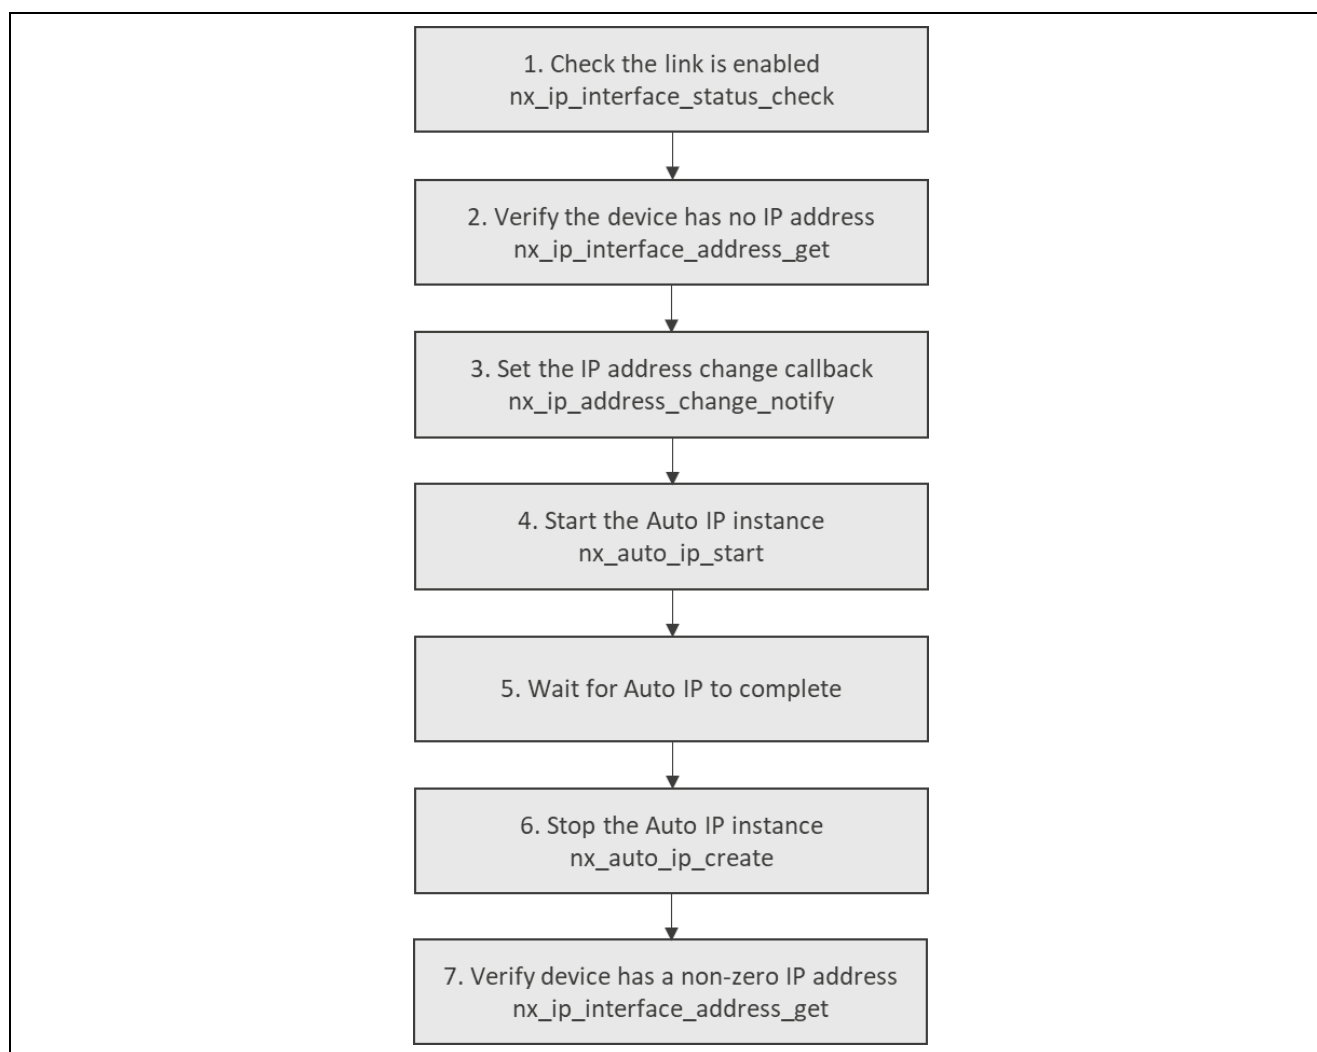 1. Check the link is enabled
nx_ip_interface_status_check
2. Verify the device has no IP address
nx_ip_interface_address_get
3. Set the IP address change callback
nx_ip_address_change_notify
4. Start the Auto IP instance
nx_auto_ip_start
5. Wait for Auto IP to complete
6. Stop the Auto IP instance
nx_auto_ip_create
7. Verify device has a non-zero IP address
nx_ip_interface_address_get